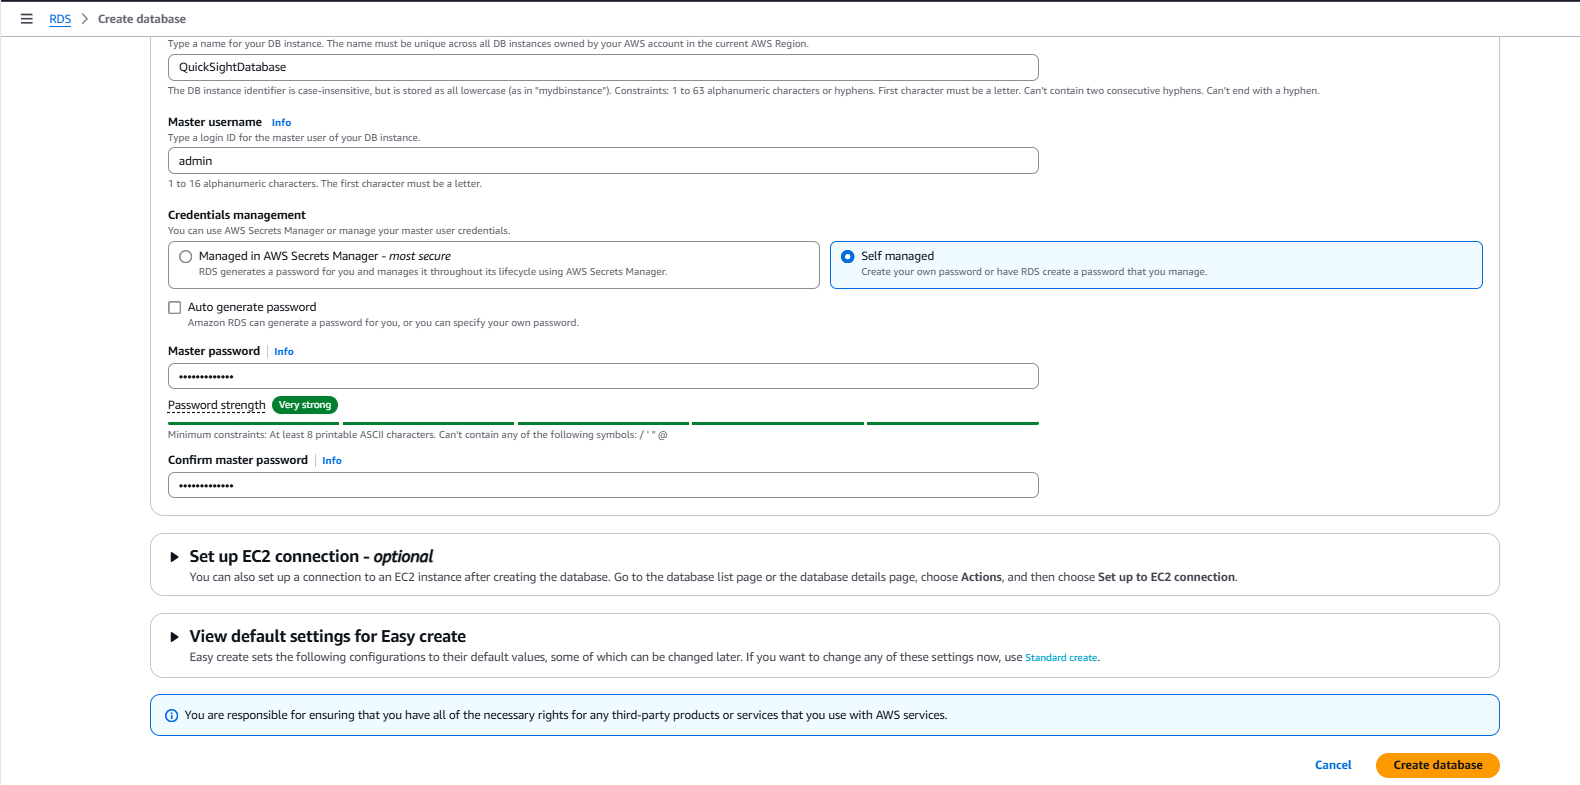 RDS > Create database
Type a name for your DB instance. The name must be unique across all DB instances owned by your AWS account in the current AWS Region.
QuickSightDatabase
The DB instance identifier is case-insensitive, but is stored as all lowercase (as in "mydbinstance"). Constraints: 1 to 63 alphanumeric characters or hyphens. First character must be a letter. Can't contain two consecutive hyphens. Can't end with a hyphen.
Master username Info
Type a login ID for the master user of your DB instance.
admin
1 to 16 alphanumeric characters. The first character must be a letter.
Credentials management
You can use AWS Secrets Manager or manage your master user credentials.
Managed in AWS Secrets Manager - most secure
RDS generates a password for you and manages it throughout its lifecycle using AWS Secrets Manager.
Self managed
Create your own password or have RDS create a password that you manage.
Auto generate password
Amazon RDS can generate a password for you, or you can specify your own password.
Master password | Info
•••••••••••••
Password strength Very strong
Minimum constraints: At least 8 printable ASCII characters. Can't contain any of the following symbols: / ' " @
Confirm master password | Info
•••••••••••••
Set up EC2 connection - optional
You can also set up a connection to an EC2 instance after creating the database. Go to the database list page or the database details page, choose Actions, and then choose Set up to EC2 connection.
View default settings for Easy create
Easy create sets the following configurations to their default values, some of which can be changed later. If you want to change any of these settings now, use Standard create.
You are responsible for ensuring that you have all of the necessary rights for any third-party products or services that you use with AWS services.
Cancel Create database